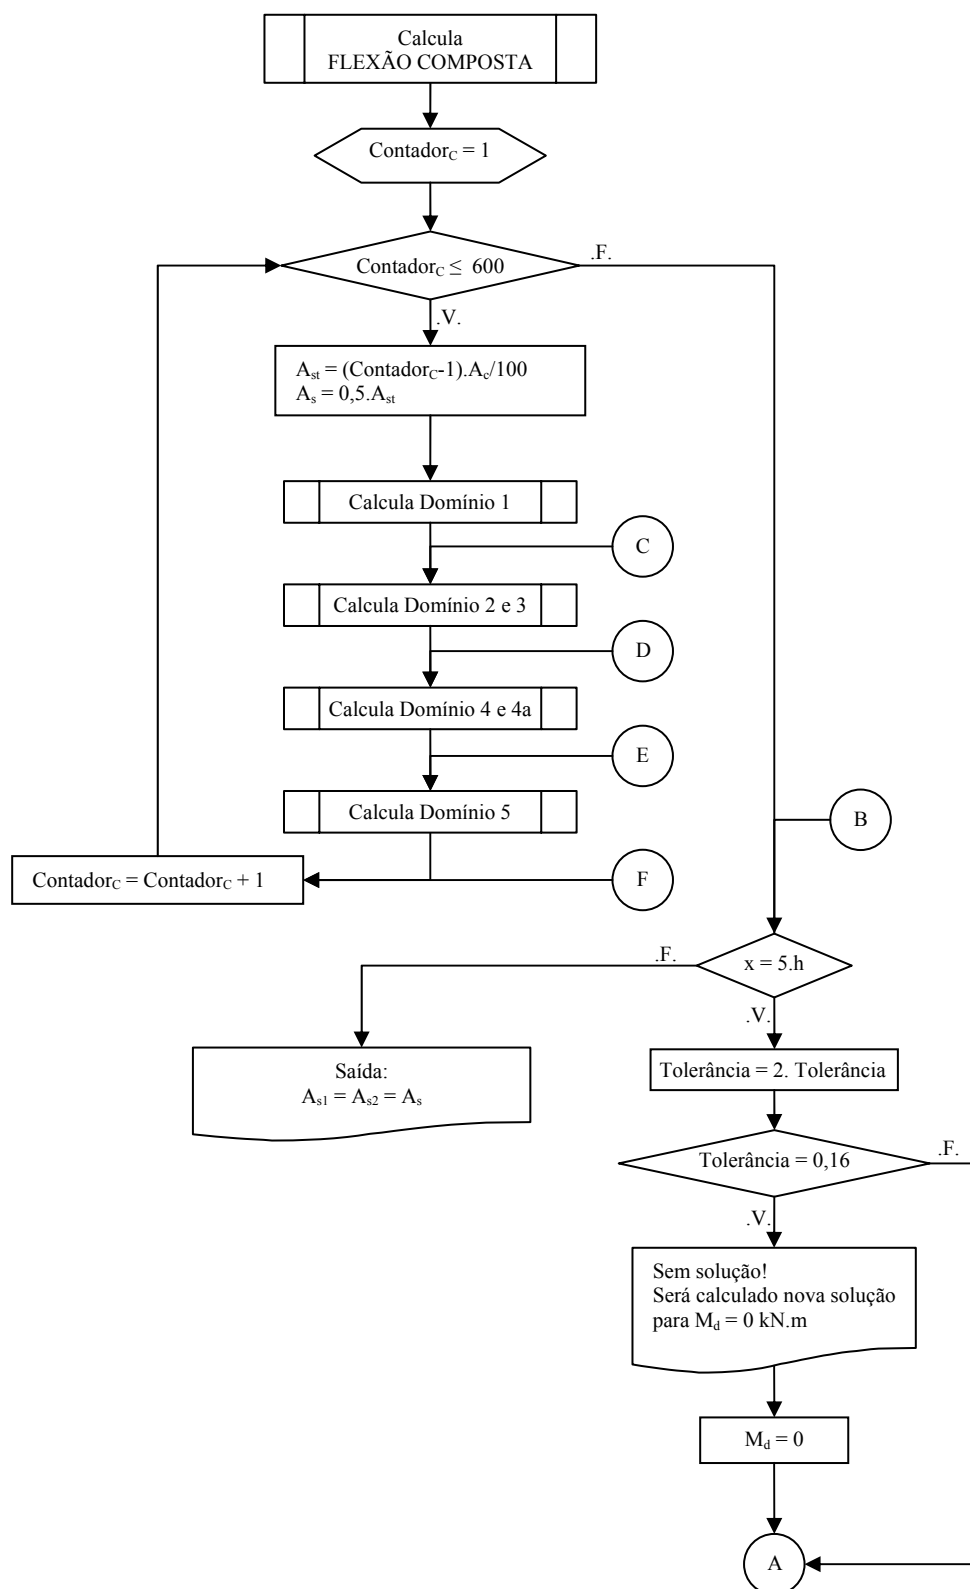 Calcula
FLEXÃO COMPOSTA
Contador_C = 1
Contador_C ≤ 600
.F.
.V.
A_st = (Contador_C-1).A_c/100
A_s = 0,5.A_st
Calcula Domínio 1
C
Calcula Domínio 2 e 3
D
Calcula Domínio 4 e 4a
E
Calcula Domínio 5
B
Contador_C = Contador_C + 1
F
.F.
x = 5.h
.V.
Saída:
A_s1 = A_s2 = A_s
Tolerância = 2. Tolerância
Tolerância = 0,16
.F.
.V.
Sem solução!
Será calculado nova solução
para M_d = 0 kN.m
M_d = 0
A